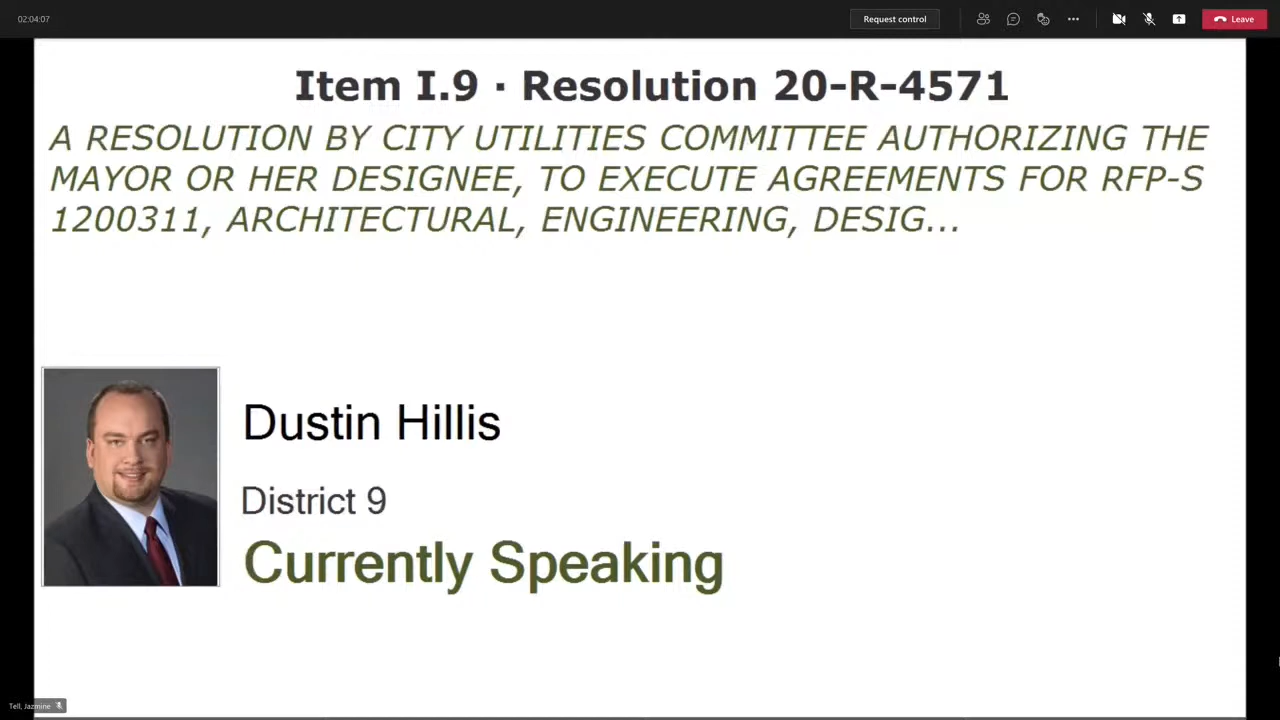 02:04:07
Request control
Leave
Item I.9 · Resolution 20-R-4571
A RESOLUTION BY CITY UTILITIES COMMITTEE AUTHORIZING THE
MAYOR OR HER DESIGNEE, TO EXECUTE AGREEMENTS FOR RFP-S
1200311, ARCHITECTURAL, ENGINEERING, DESIG...
Dustin Hillis
District 9
Currently Speaking
Tell, Jazmine